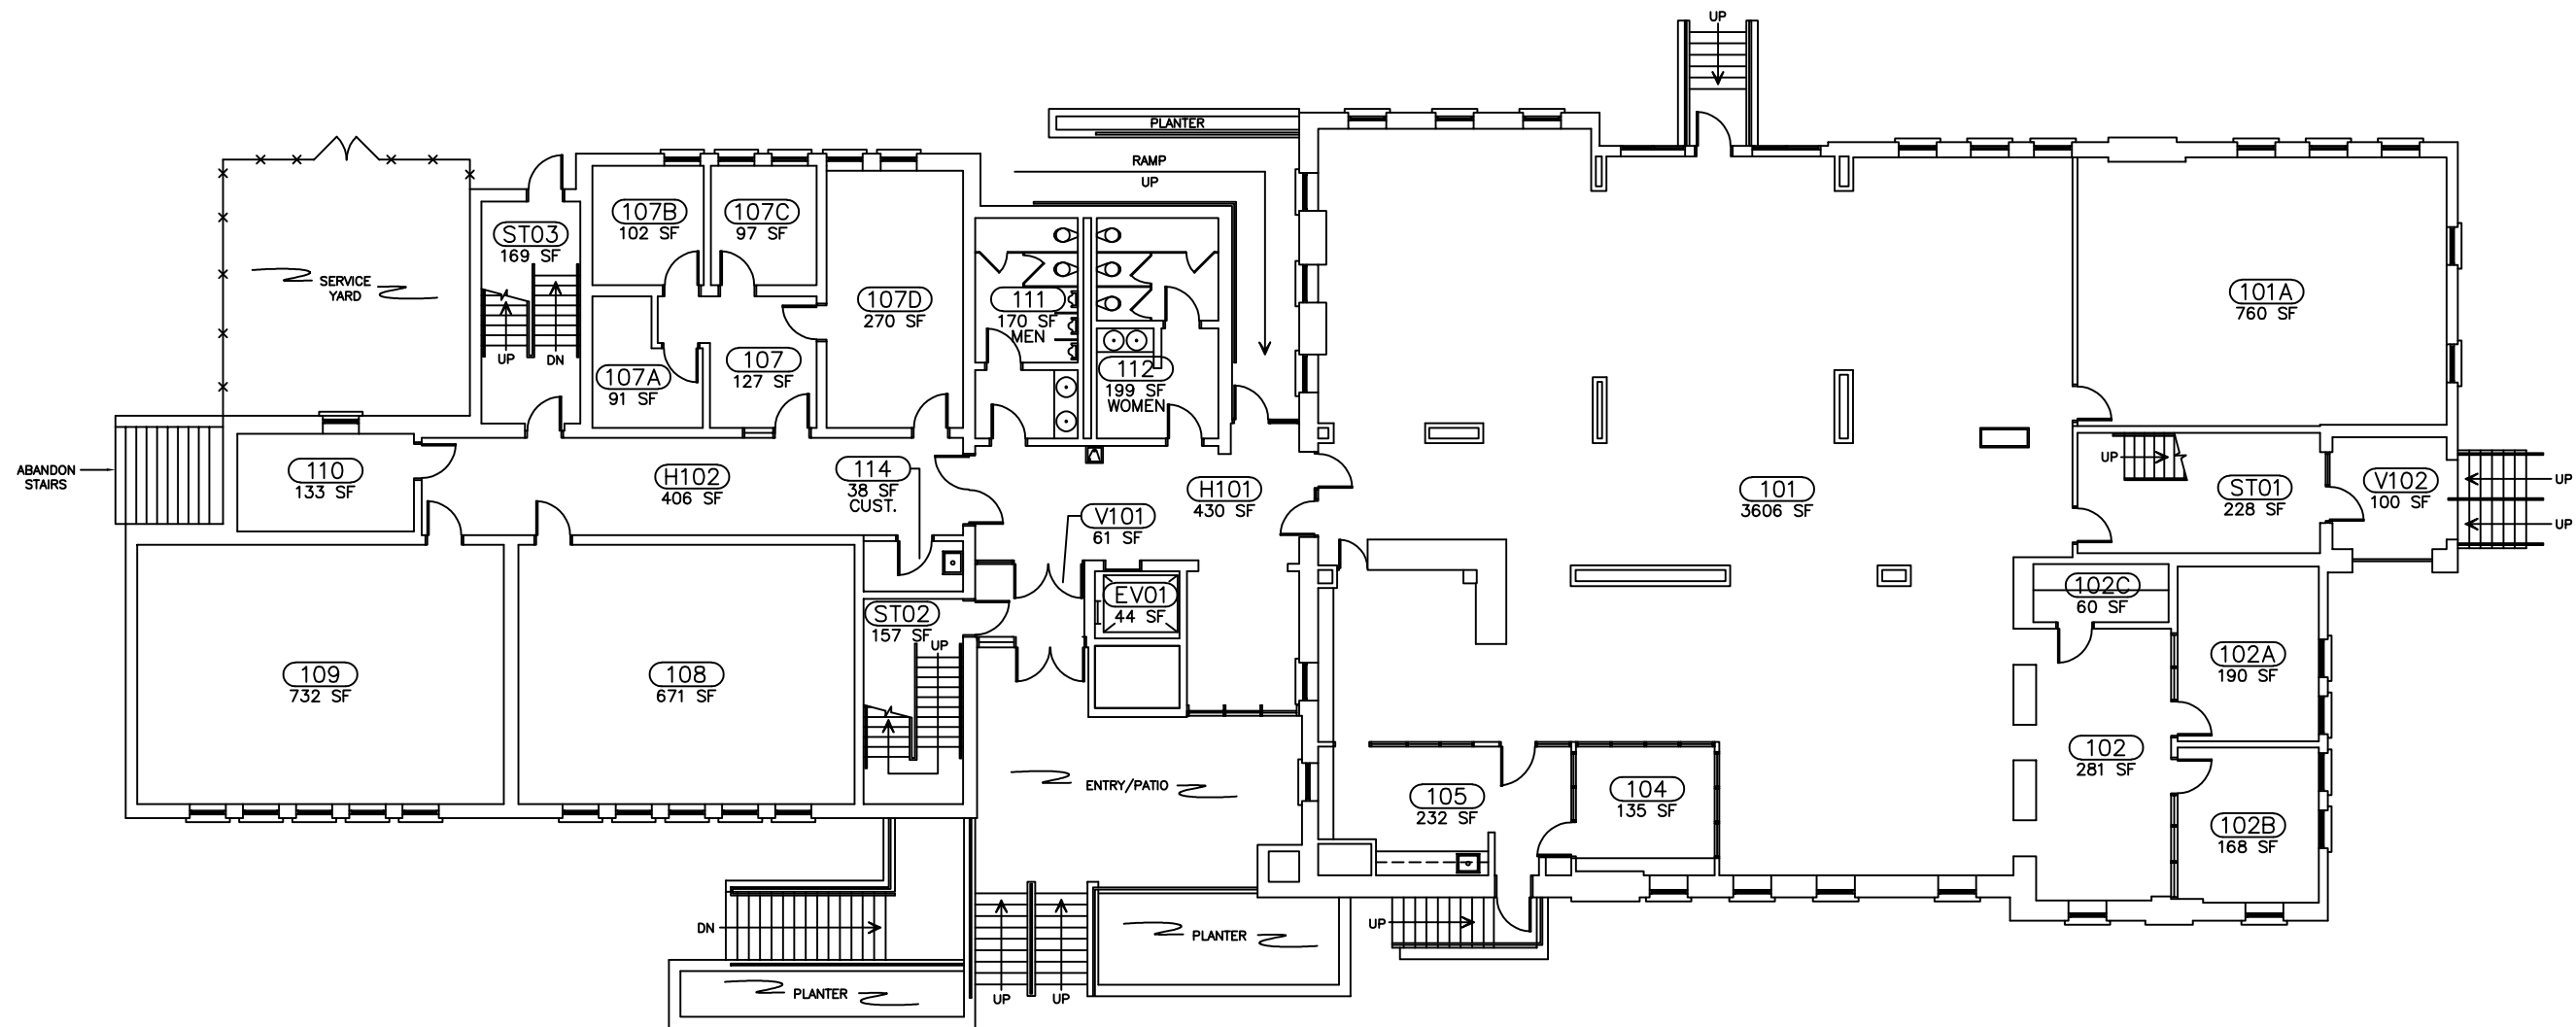 UP
PLANTER
RAMP
UP
107B
102 SF
107C
97 SF
ST03
169 SF
SERVICE
YARD
UP
DN
107D
270 SF
111
170 SF
MEN
101A
760 SF
107A
91 SF
107
127 SF
112
199 SF
WOMEN
ABANDON
STAIRS
110
133 SF
H102
406 SF
114
38 SF
CUST.
V101
61 SF
H101
430 SF
101
3606 SF
UP
ST01
228 SF
V102
100 SF
UP
UP
EV01
44 SF
ST02
157 SF
UP
102C
60 SF
109
732 SF
108
671 SF
102A
190 SF
102
281 SF
ENTRY/PATIO
105
232 SF
104
135 SF
102B
168 SF
DN
PLANTER
UP
PLANTER
UP
UP